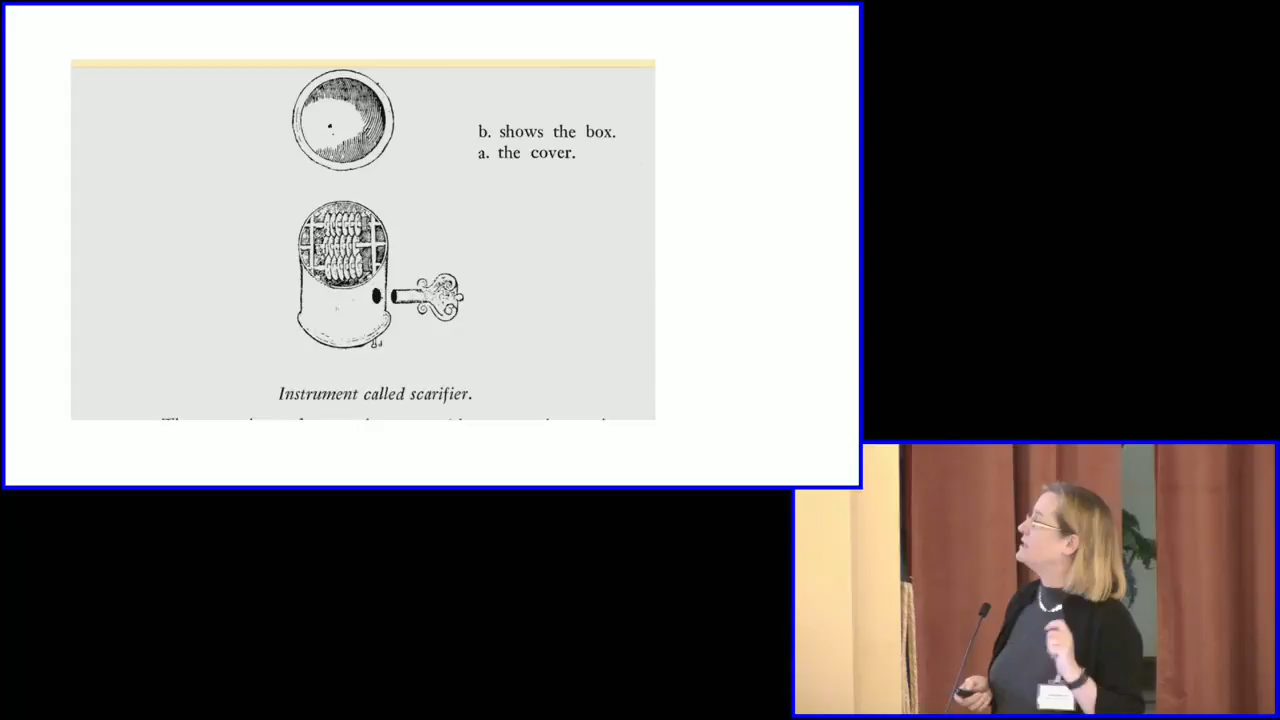 b. shows the box.
a. the cover.
d
Instrument called scarifier.